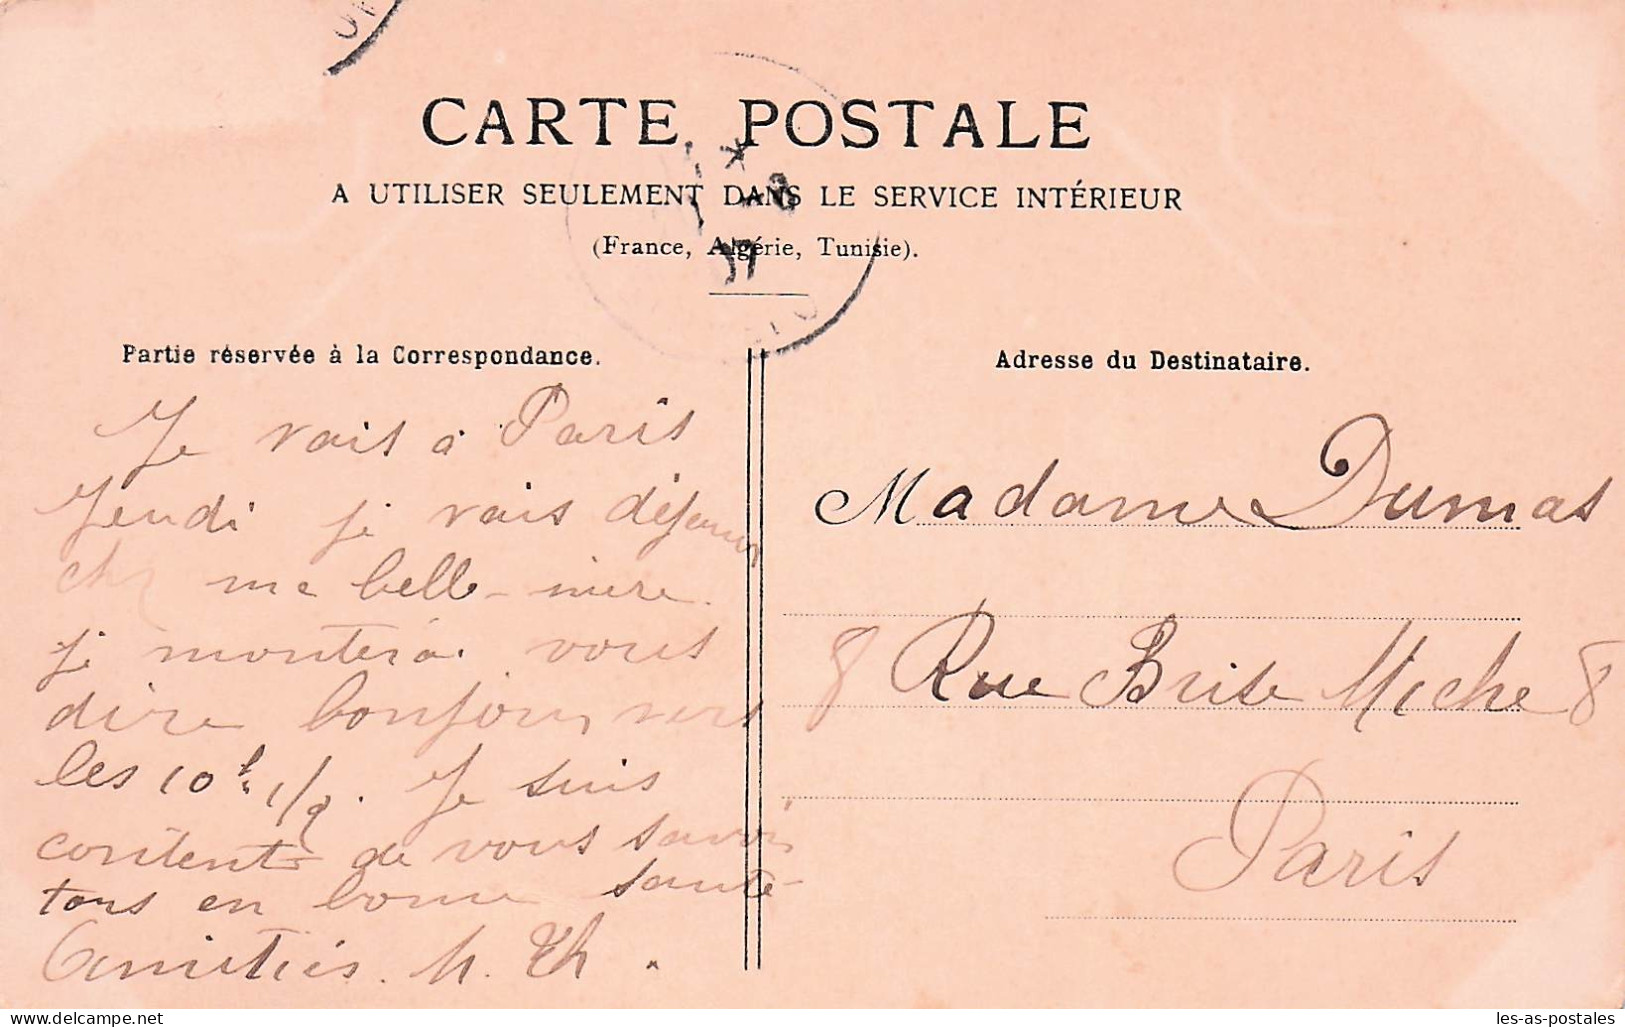 CARTE POSTALE
A UTILISER SEULEMENT DANS LE SERVICE INTÉRIEUR
(France, Algérie, Tunisie).
Partie réservée à la Correspondance.
Je vais à Paris
Jeudi je vais déjeuner
chez ma belle-mère.
je monterai vous
dire bonjour vers
les 10h 1/2. Je suis
contente de vous savoir
tous en bonne santé
Amitiés. M. Th.
Adresse du Destinataire.
Madame Dumas
8 Rue Brise Miche 8
Paris
delcampe.net
les-as-postales